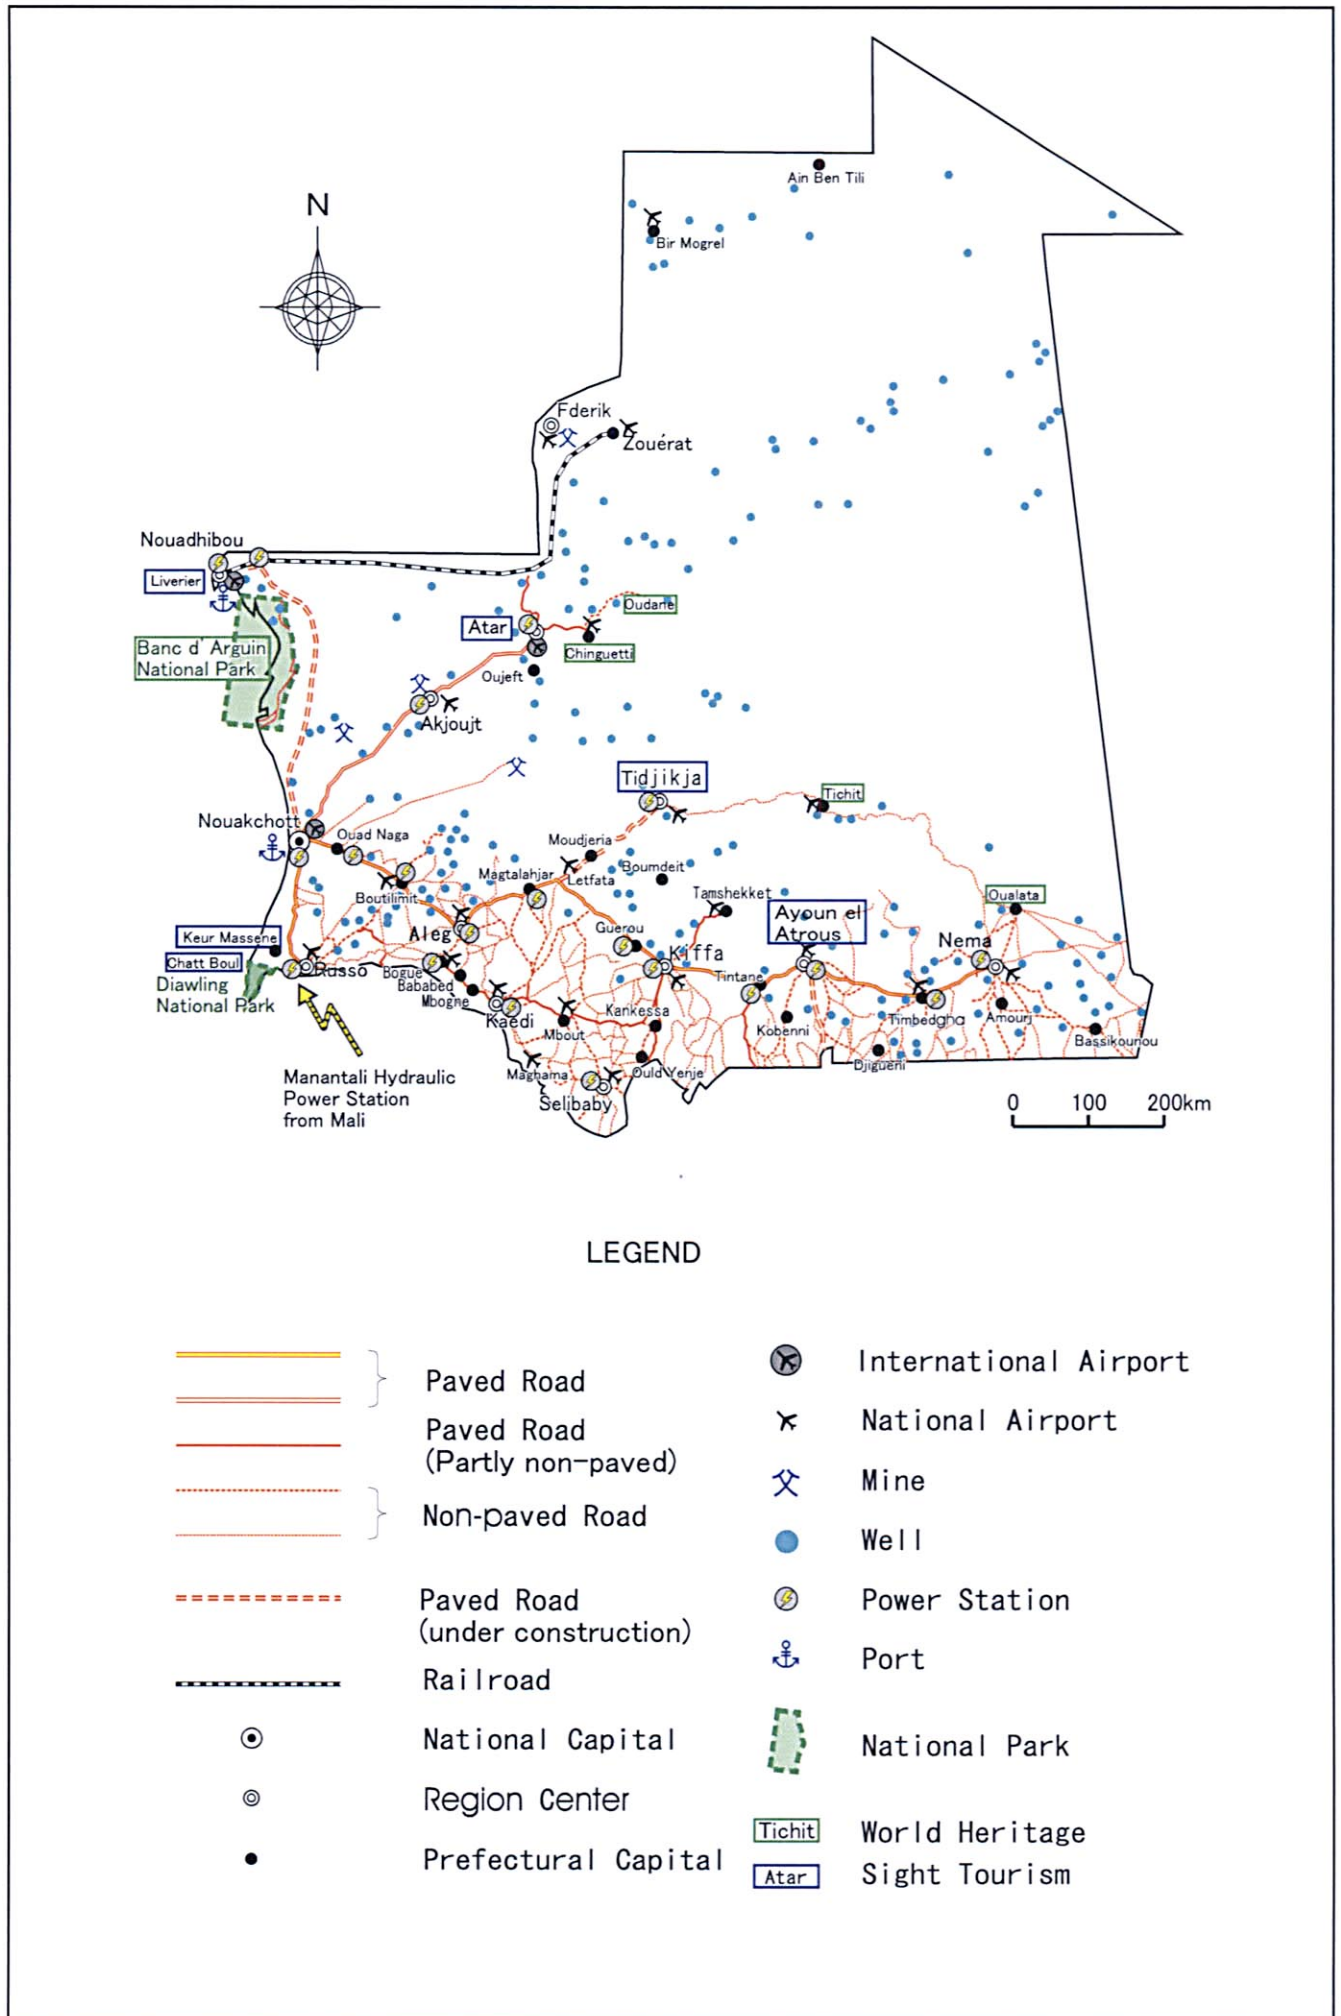 N
Ain Ben Tili
Bir Mogrel
Fderik
Zouérat
Nouadhibou
Liverier
Oudane
Atar
Banc d' Arguin
National Park
Chinguetti
Oujeft
Akjoujt
Tidjikja
Tichit
Nouakchott
Ouad Naga
Moudjeria
Boumdeit
Magtalahjar
Letfata
Tamshekket
Boutilimit
Oualata
Ayoun el
Atrous
Guerou
Aleg
Keur Massene
Nema
Kiffa
Chatt Boul
Russo
Bogue
Tintane
Diawling
National Park
Bababed
Mbogne
Kankessa
Kaedi
Mbout
Kobenni
Timbedgha
Amourj
Bassikounou
Djigueni
Maghama
Ould Yenje
Manantali Hydraulic
Power Station
from Mali
Selibaby
0 100 200km
LEGEND
Paved Road
Paved Road
(Partly non-paved)
Non-paved Road
Paved Road
(under construction)
Railroad
National Capital
Region Center
Prefectural Capital
International Airport
National Airport
Mine
Well
Power Station
Port
National Park
Tichit World Heritage
Atar Sight Tourism